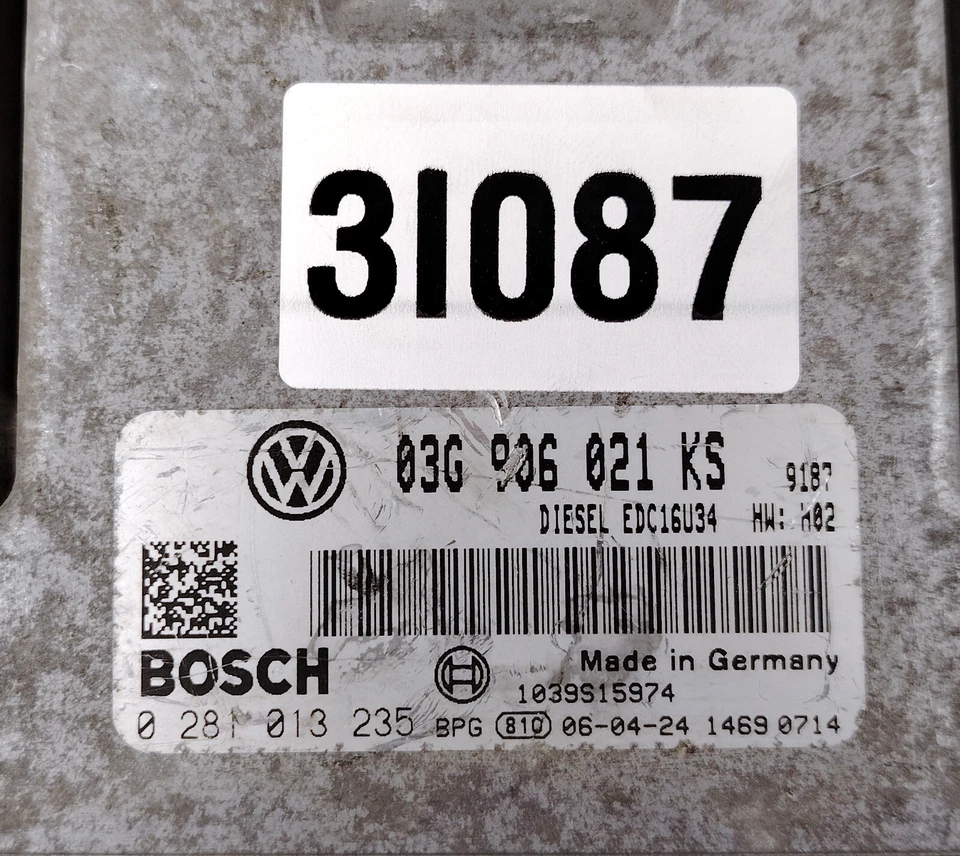 3I087
VW
03G 906 021 KS
9187
DIESEL EDC16U34 HW: H02
BOSCH
Made in Germany
1039S15974
0 281 013 235 BPG 810 06-04-24 1469 0714